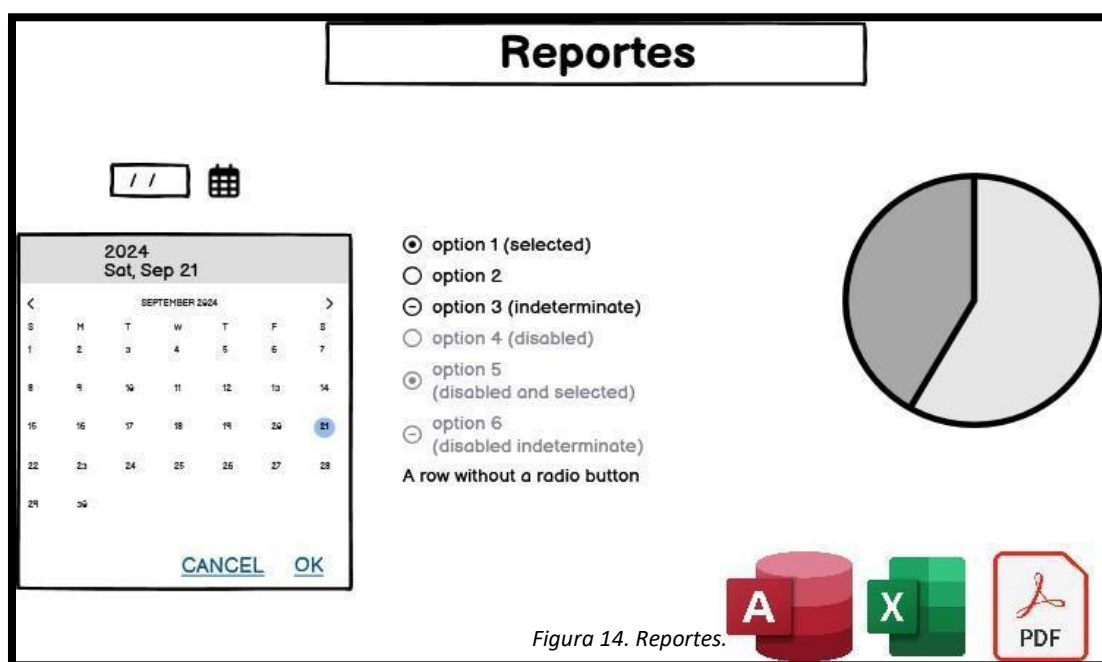 Reportes
/ /
2024
Sat, Sep 21
< SEPTEMBER 2024 >
S M T W T F S
1 2 3 4 5 6 7
8 9 10 11 12 13 14
15 16 17 18 19 20 21
22 23 24 25 26 27 28
29 30
CANCEL OK
option 1 (selected)
option 2
option 3 (indeterminate)
option 4 (disabled)
option 5
(disabled and selected)
option 6
(disabled indeterminate)
A row without a radio button
A
X
PDF
Figura 14. Reportes.